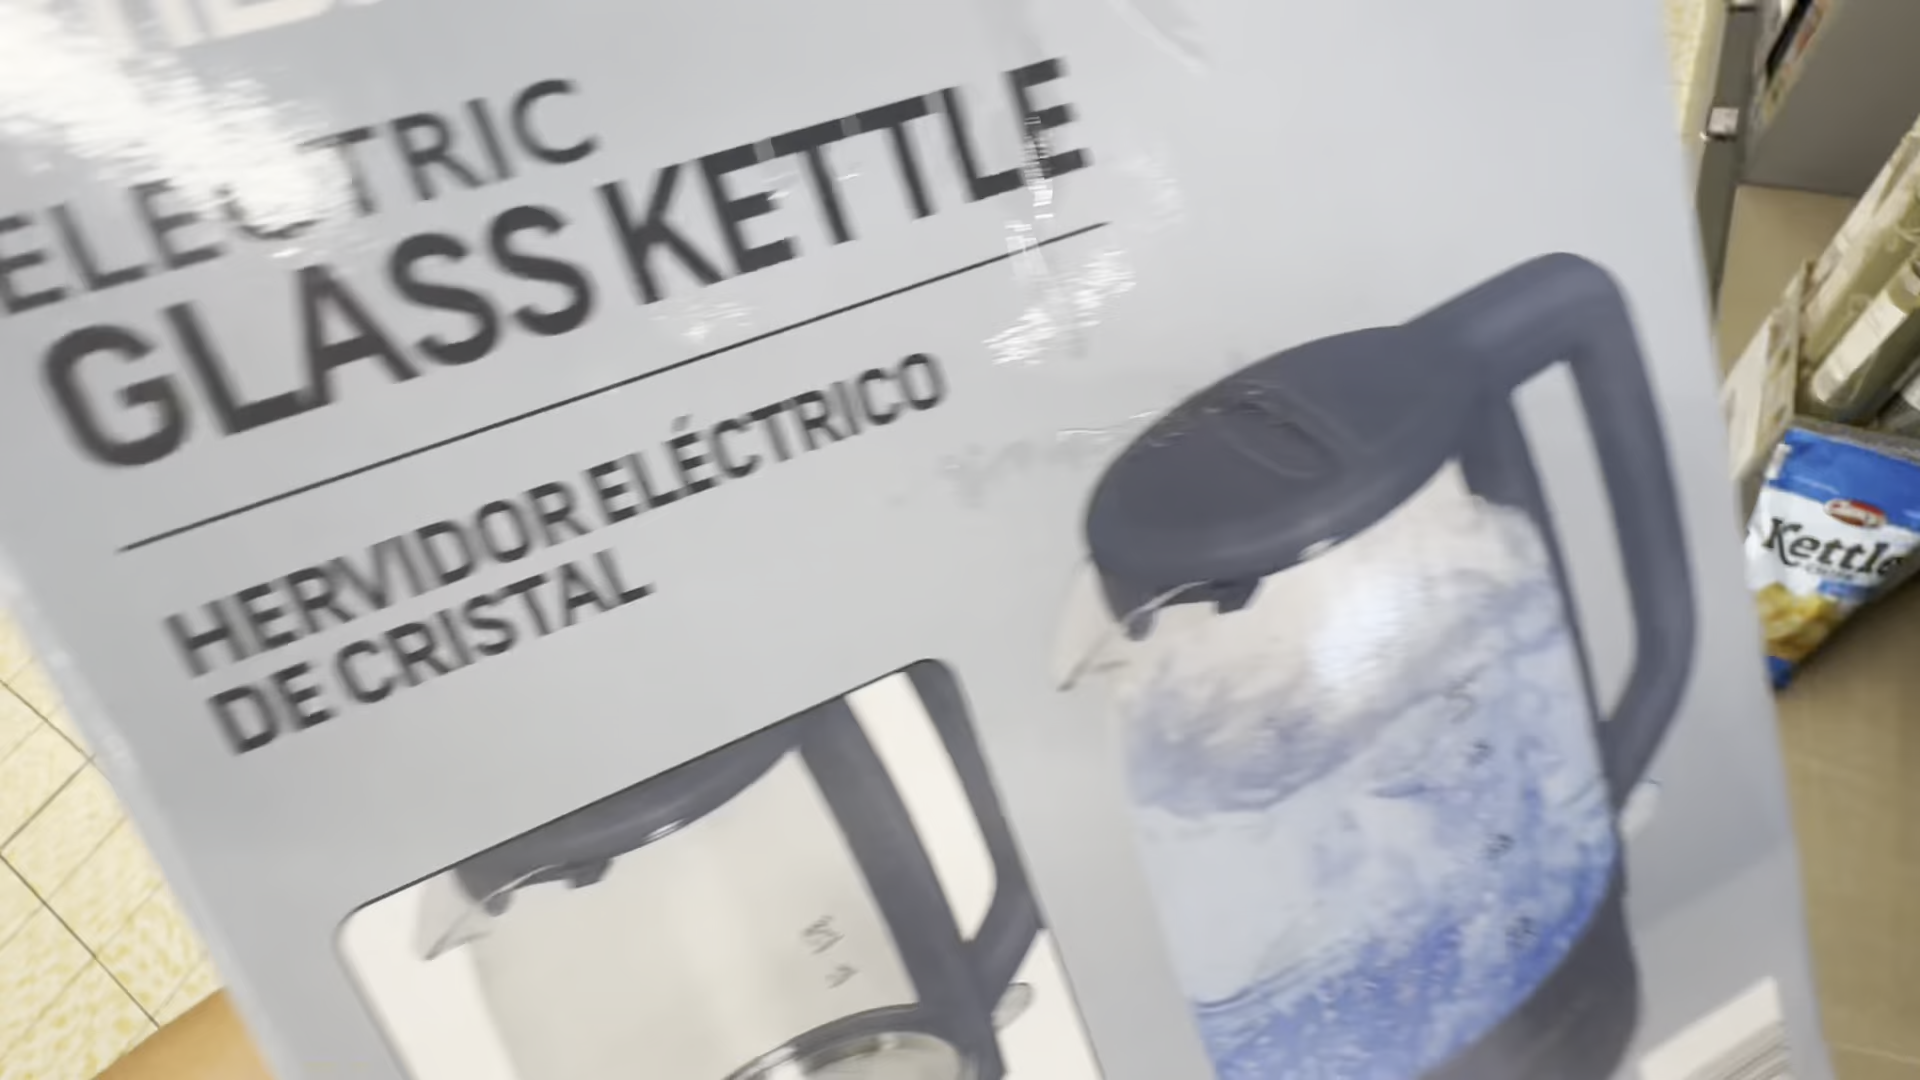 ELECTRIC
GLASS KETTLE
HERVIDOR ELÉCTRICO
DE CRISTAL
Kettle